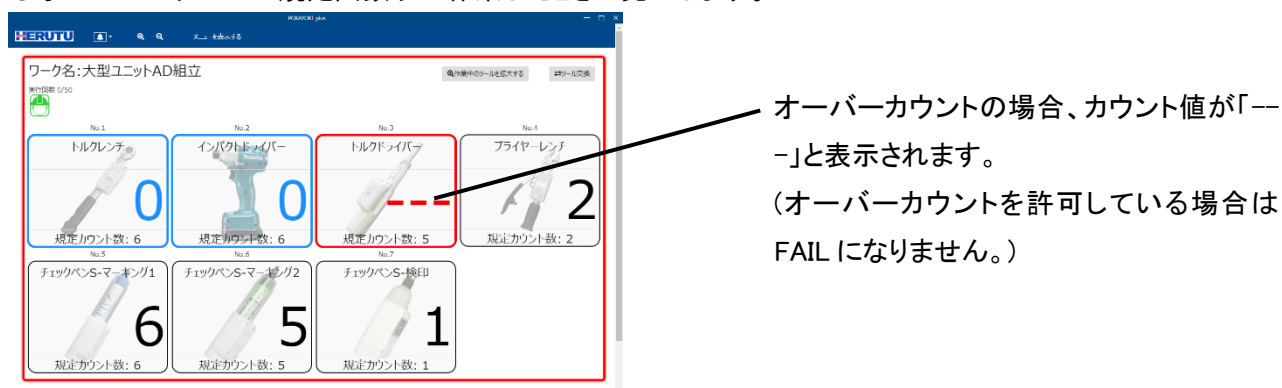 POKAYOKE plus
HERUTU
ワーク名:大型ユニットAD組立
作業中のツールを拡大する
ツール交換
実行回数 0/50
No.1
No.2
No.3
No.4
トルクレンチ
インパクトドライバー
トルクドライバー
プライヤーレンチ
0
0
---
2
規定カウント数: 6
規定カウント数: 6
規定カウント数: 5
規定カウント数: 2
No.5
No.6
No.7
チェックペンS-マーキング1
チェックペンS-マーキング2
チェックペンS-検印
6
5
1
規定カウント数: 6
規定カウント数: 5
規定カウント数: 1
オーバーカウントの場合、カウント値が「--
-」と表示されます。
(オーバーカウントを許可している場合は
FAIL になりません。)